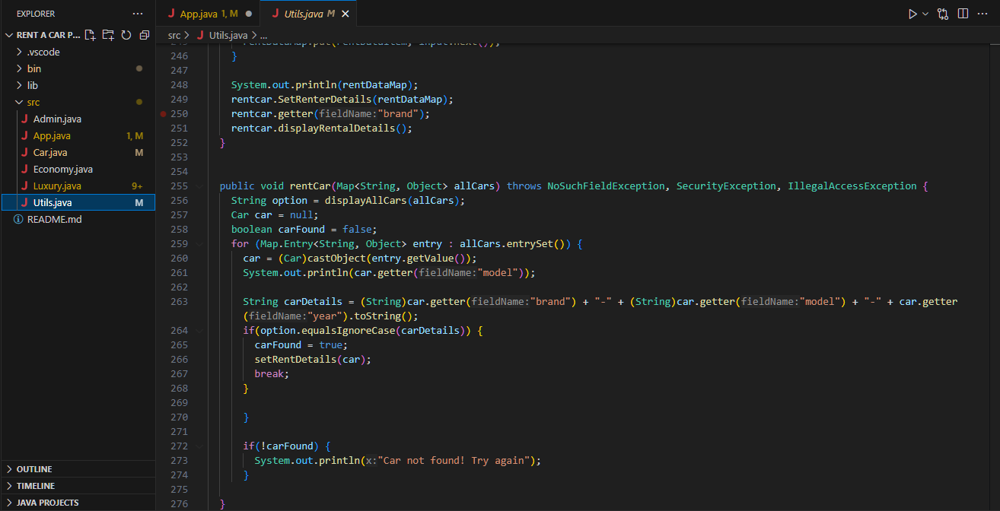 EXPLORER
...
App.java 1, M
Utils.java M
RENT A CAR P...
src > Utils.java > ...
.vscode
bin
lib
src
Admin.java
App.java 1, M
Car.java M
Economy.java
Luxury.java 9+
Utils.java M
README.md
OUTLINE
TIMELINE
JAVA PROJECTS
246 }
247
248 System.out.println(rentDataMap);
249 rentcar.SetRenterDetails(rentDataMap);
250 rentcar.getter(fieldName:"brand");
251 rentcar.displayRentalDetails();
252 }
253
254
255 public void rentCar(Map<String, Object> allCars) throws NoSuchFieldException, SecurityException, IllegalAccessException {
256 String option = displayAllCars(allCars);
257 Car car = null;
258 boolean carFound = false;
259 for (Map.Entry<String, Object> entry : allCars.entrySet()) {
260 car = (Car)castObject(entry.getValue());
261 System.out.println(car.getter(fieldName:"model"));
262
263 String carDetails = (String)car.getter(fieldName:"brand") + "-" + (String)car.getter(fieldName:"model") + "-" + car.getter
(fieldName:"year").toString();
264 if(option.equalsIgnoreCase(carDetails)) {
265 carFound = true;
266 setRentDetails(car);
267 break;
268 }
269
270 }
271
272 if(!carFound) {
273 System.out.println(x:"Car not found! Try again");
274 }
275
276 }